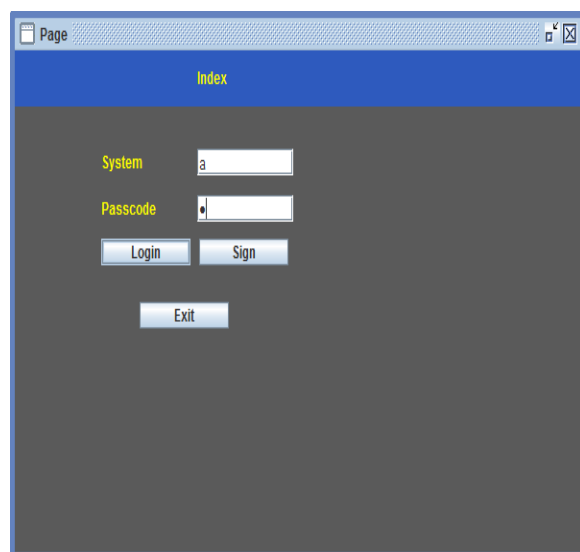 Page
Index
System a
Passcode •
Login Sign
Exit